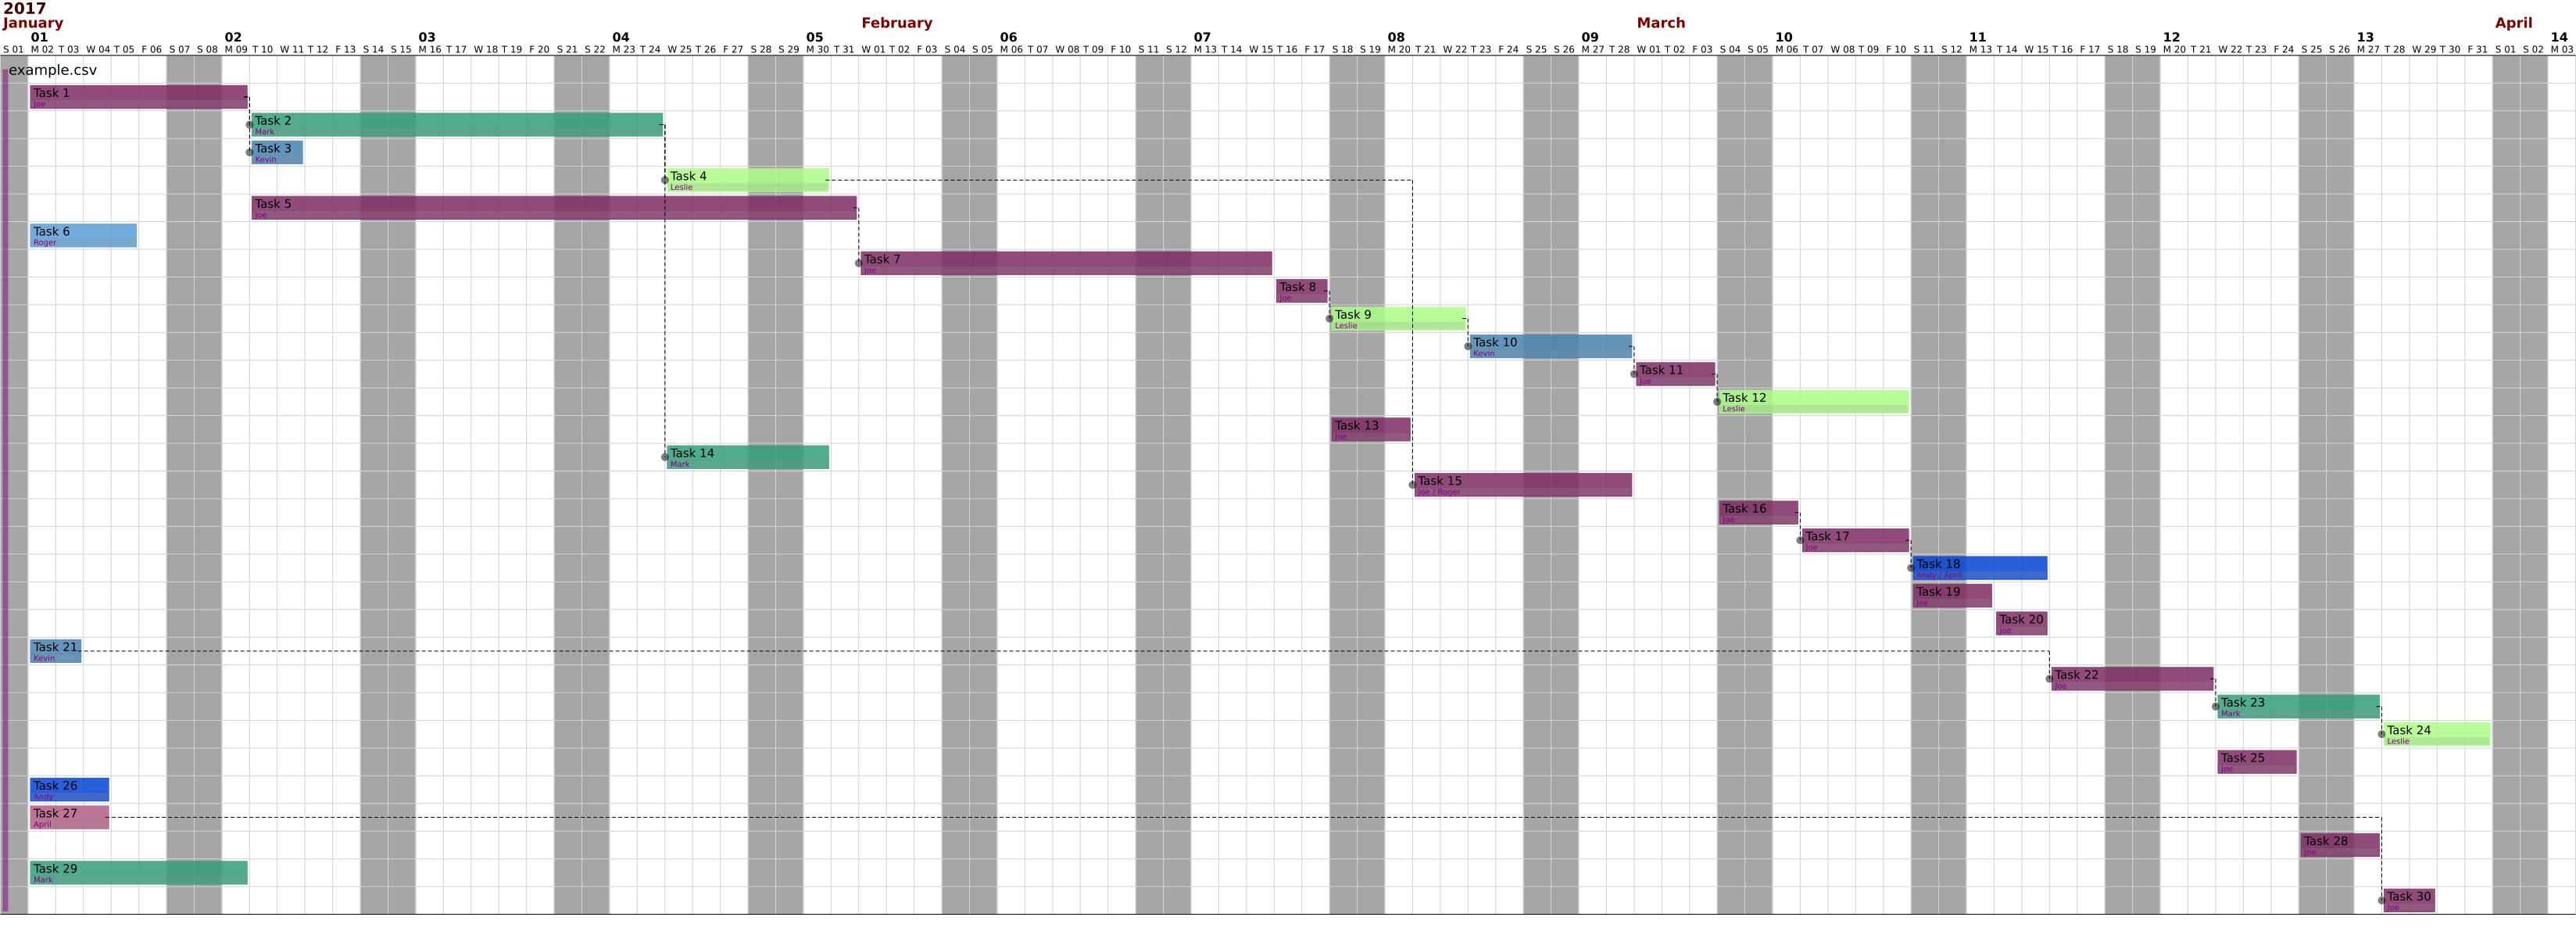 2017
January February March April
01 02 03 04 05 06 07 08 09 10 11 12 13 14
S 01 M 02 T 03 W 04 T 05 F 06 S 07 S 08 M 09 T 10 W 11 T 12 F 13 S 14 S 15 M 16 T 17 W 18 T 19 F 20 S 21 S 22 M 23 T 24 W 25 T 26 F 27 S 28 S 29 M 30 T 31 W 01 T 02 F 03 S 04 S 05 M 06 T 07 W 08 T 09 F 10 S 11 S 12 M 13 T 14 W 15 T 16 F 17 S 18 S 19 M 20 T 21 W 22 T 23 F 24 S 25 S 26 M 27 T 28 W 01 T 02 F 03 S 04 S 05 M 06 T 07 W 08 T 09 F 10 S 11 S 12 M 13 T 14 W 15 T 16 F 17 S 18 S 19 M 20 T 21 W 22 T 23 F 24 S 25 S 26 M 27 T 28 W 29 T 30 F 31 S 01 S 02 M 03
example.csv
Task 1
Joe
Task 2
Mark
Task 3
Kevin
Task 4
Leslie
Task 5
Joe
Task 6
Roger
Task 7
Joe
Task 8
Joe
Task 9
Leslie
Task 10
Kevin
Task 11
Joe
Task 12
Leslie
Task 13
Joe
Task 14
Mark
Task 15
Joe / Roger
Task 16
Joe
Task 17
Joe
Task 18
Andy / April
Task 19
Joe
Task 20
Joe
Task 21
Kevin
Task 22
Joe
Task 23
Mark
Task 24
Leslie
Task 25
Joe
Task 26
Andy
Task 27
April
Task 28
Joe
Task 29
Mark
Task 30
Joe